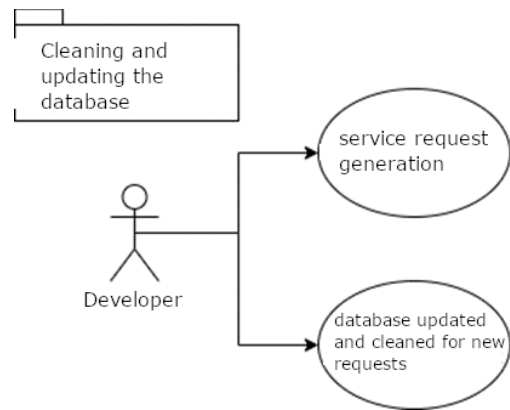 Cleaning and
updating the
database
service request
generation
Developer
database updated
and cleaned for new
requests